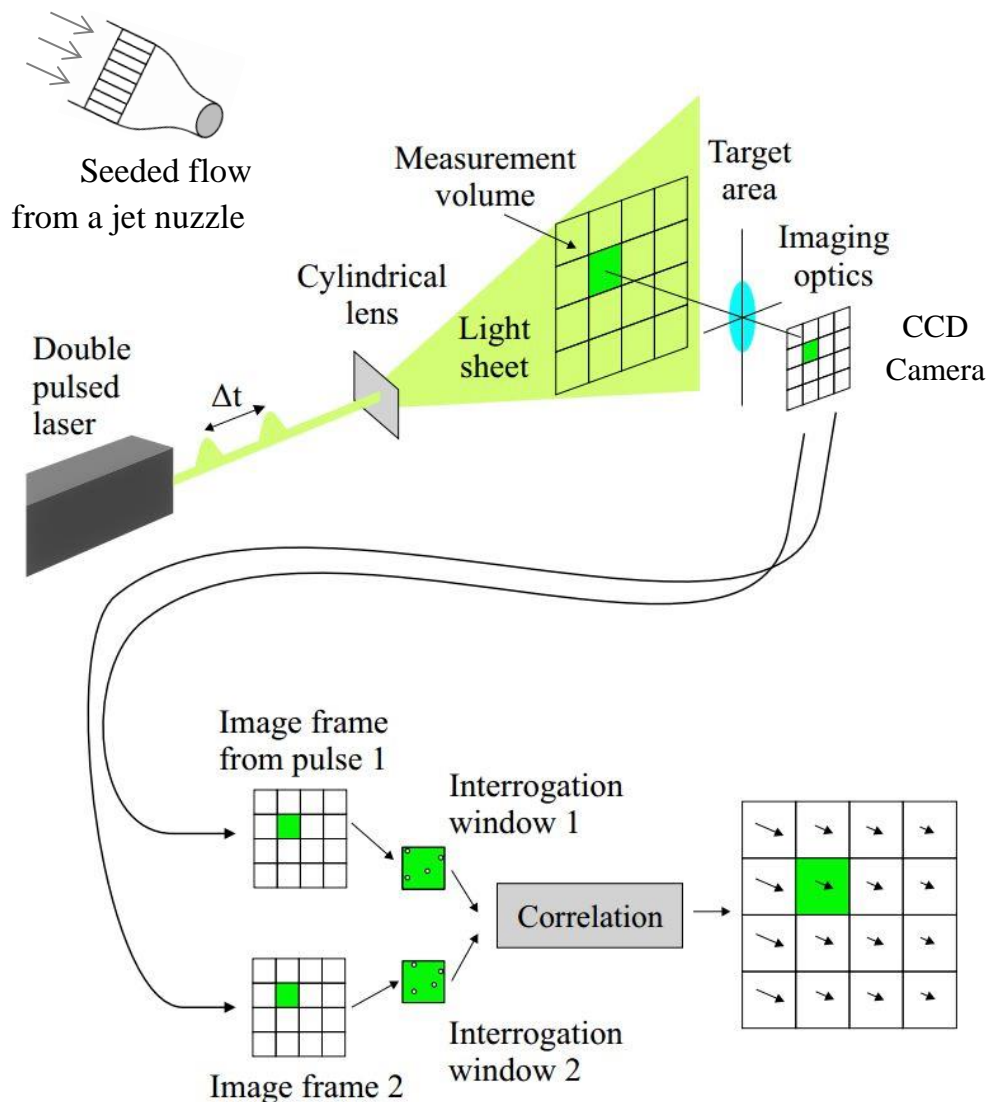 Seeded flow
from a jet nuzzle
Measurement
volume
Target
area
Imaging
optics
Cylindrical
lens
Light
sheet
CCD
Camera
Double
pulsed
laser
Δt
Image frame
from pulse 1
Interrogation
window 1
Correlation
Interrogation
window 2
Image frame 2